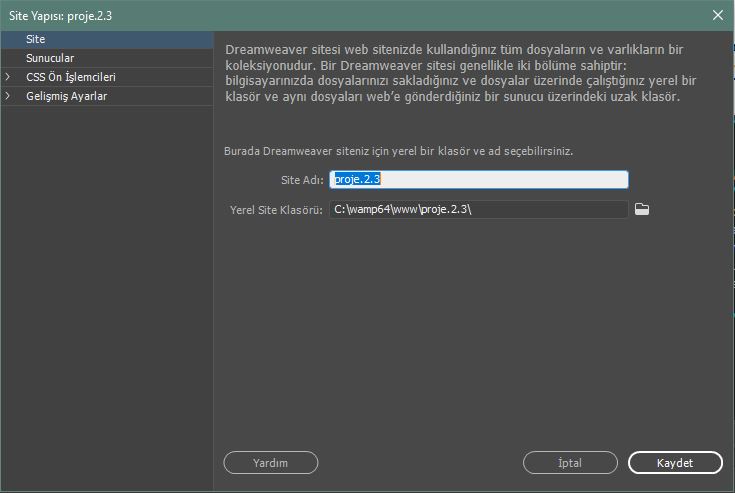 Site Yapısı: proje.2.3
Site
Sunucular
CSS Ön İşlemcileri
Gelişmiş Ayarlar
Dreamweaver sitesi web sitenizde kullandığınız tüm dosyaların ve varlıkların bir
koleksiyonudur. Bir Dreamweaver sitesi genellikle iki bölüme sahiptir:
bilgisayarınızda dosyalarınızı sakladığınız ve dosyalar üzerinde çalıştığınız yerel bir
klasör ve aynı dosyaları web'e gönderdiğiniz bir sunucu üzerindeki uzak klasör.
Burada Dreamweaver siteniz için yerel bir klasör ve ad seçebilirsiniz.
Site Adı: proje.2.3
Yerel Site Klasörü: C:\wamp64\www\proje.2.3\
Yardım İptal Kaydet